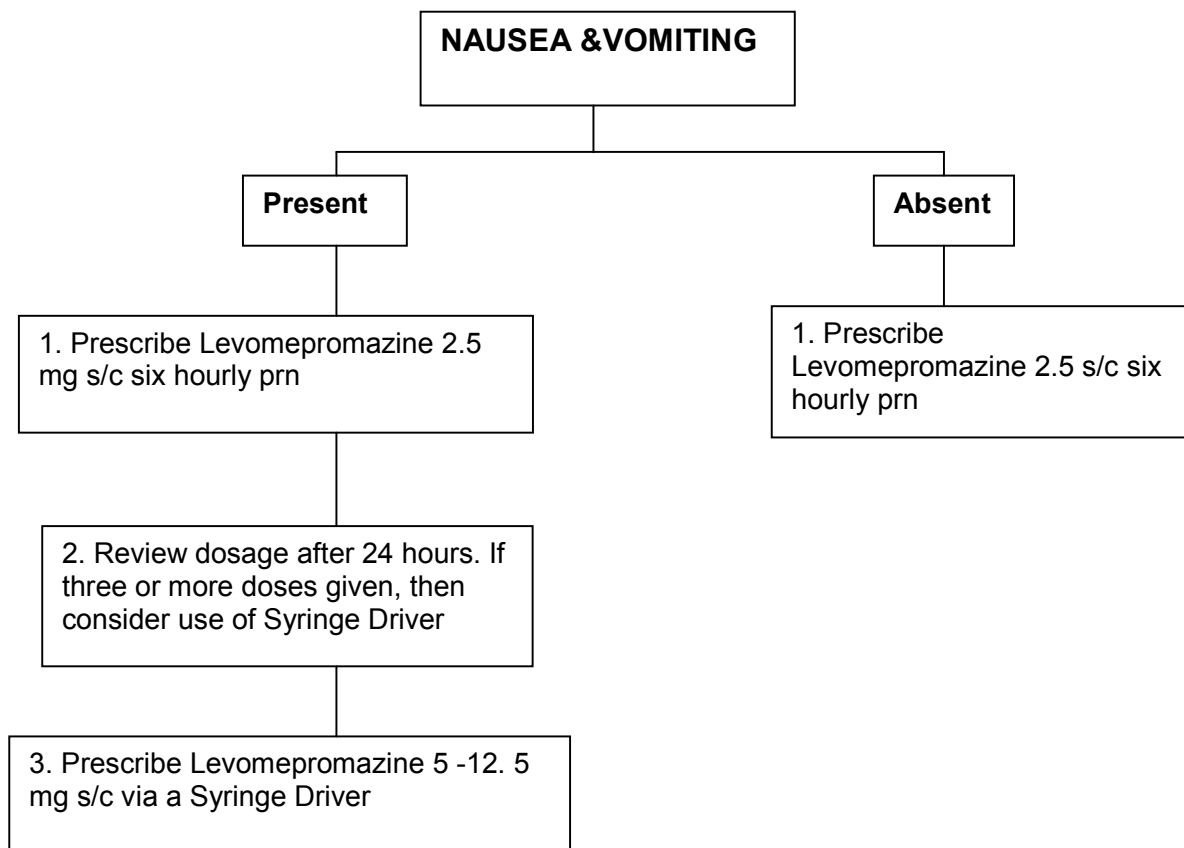 NAUSEA &VOMITING
Present
Absent
1. Prescribe Levomepromazine 2.5
mg s/c six hourly prn
1. Prescribe
Levomepromazine 2.5 s/c six
hourly prn
2. Review dosage after 24 hours. If
three or more doses given, then
consider use of Syringe Driver
3. Prescribe Levomepromazine 5 -12. 5
mg s/c via a Syringe Driver